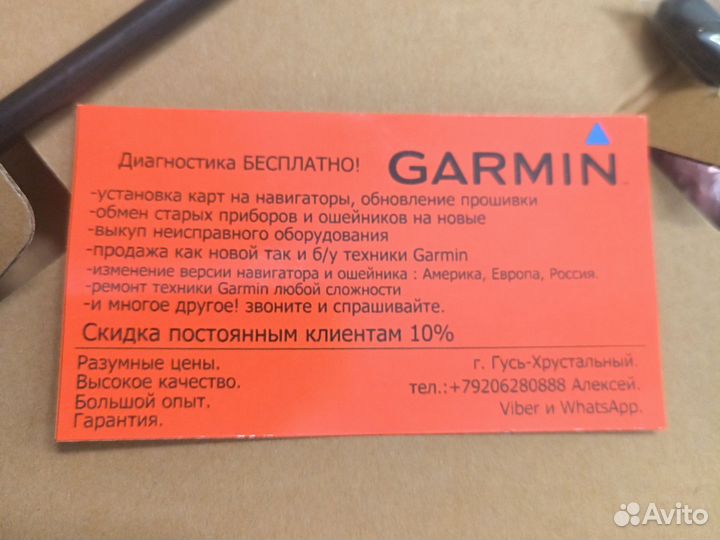 Диагностика БЕСПЛАТНО! GARMIN
-установка карт на навигаторы, обновление прошивки
-обмен старых приборов и ошейников на новые
-выкуп неисправного оборудования
-продажа как новой так и б/у техники Garmin
-изменение версии навигатора и ошейника : Америка, Европа, Россия.
-ремонт техники Garmin любой сложности
-и многое другое! звоните и спрашивайте.
Скидка постоянным клиентам 10%
Разумные цены.
Высокое качество.
Большой опыт.
Гарантия.
г. Гусь-Хрустальный.
тел.:+79206280888 Алексей.
Viber и WhatsApp.
Avito